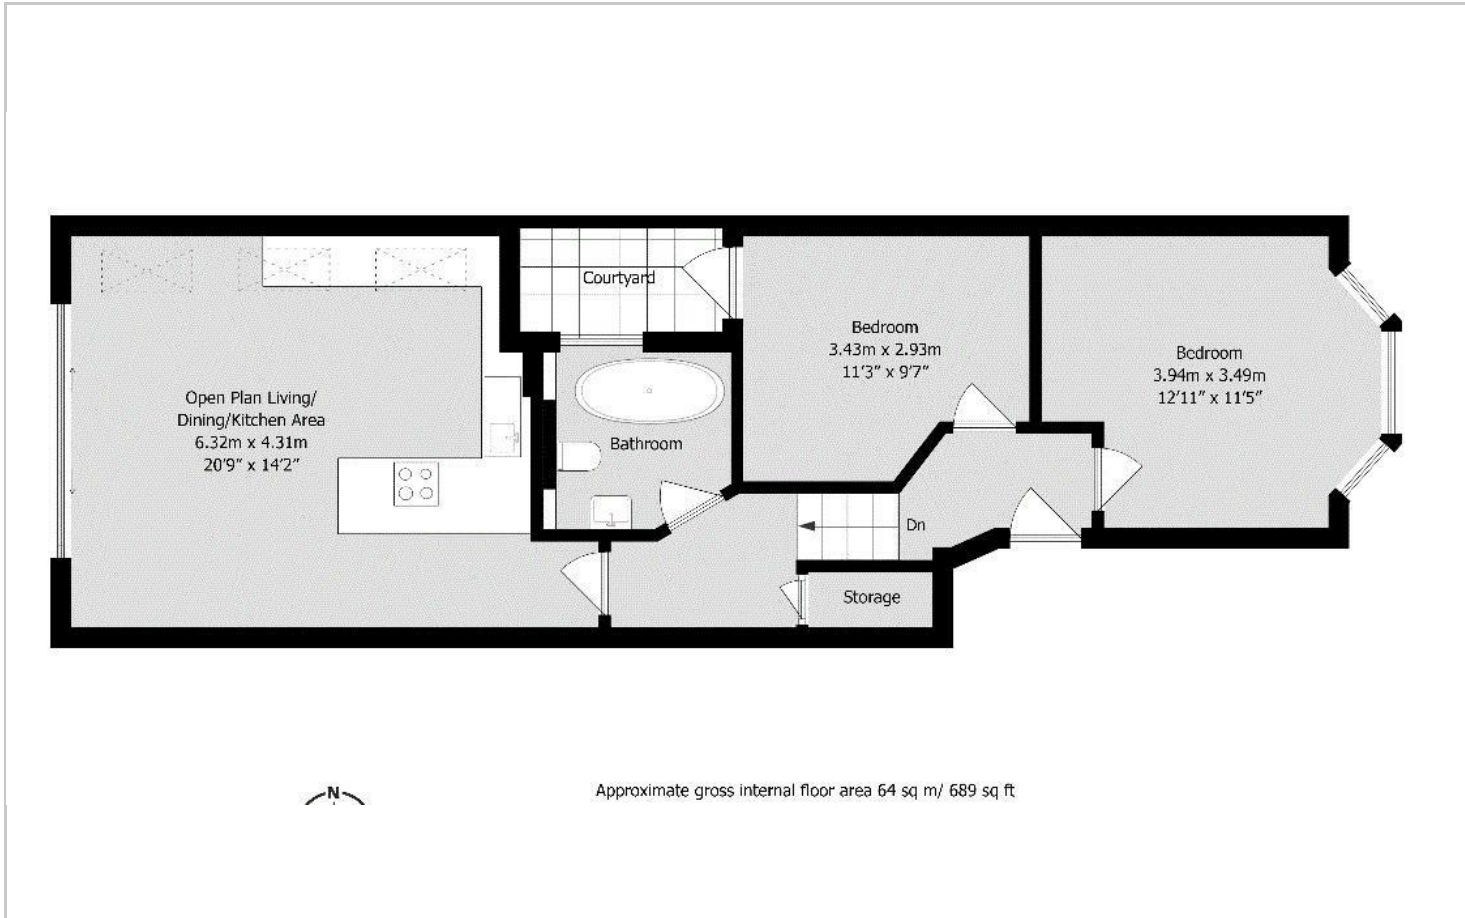 Courtyard
Bedroom
3.43m x 2.93m
11'3" x 9'7"
Bedroom
3.94m x 3.49m
12'11" x 11'5"
Open Plan Living/
Dining/Kitchen Area
6.32m x 4.31m
20'9" x 14'2"
Bathroom
Dn
Storage
N
Approximate gross internal floor area 64 sq m/ 689 sq ft